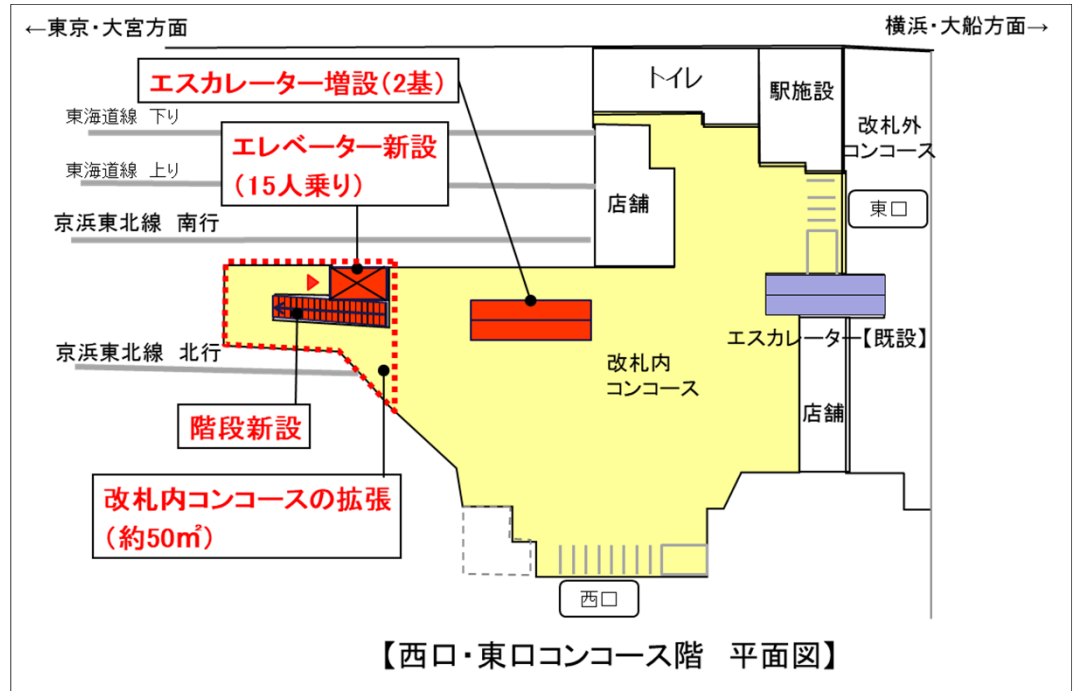 ←東京・大宮方面
横浜・大船方面→
エスカレーター増設（2基）
トイレ
駅施設
東海道線 下り
改札外
コンコース
エレベーター新設
（15人乗り）
東海道線 上り
店舗
東口
京浜東北線 南行
エスカレーター【既設】
京浜東北線 北行
改札内
コンコース
店舗
階段新設
改札内コンコースの拡張
（約50㎡）
西口
【西口・東口コンコース階　平面図】